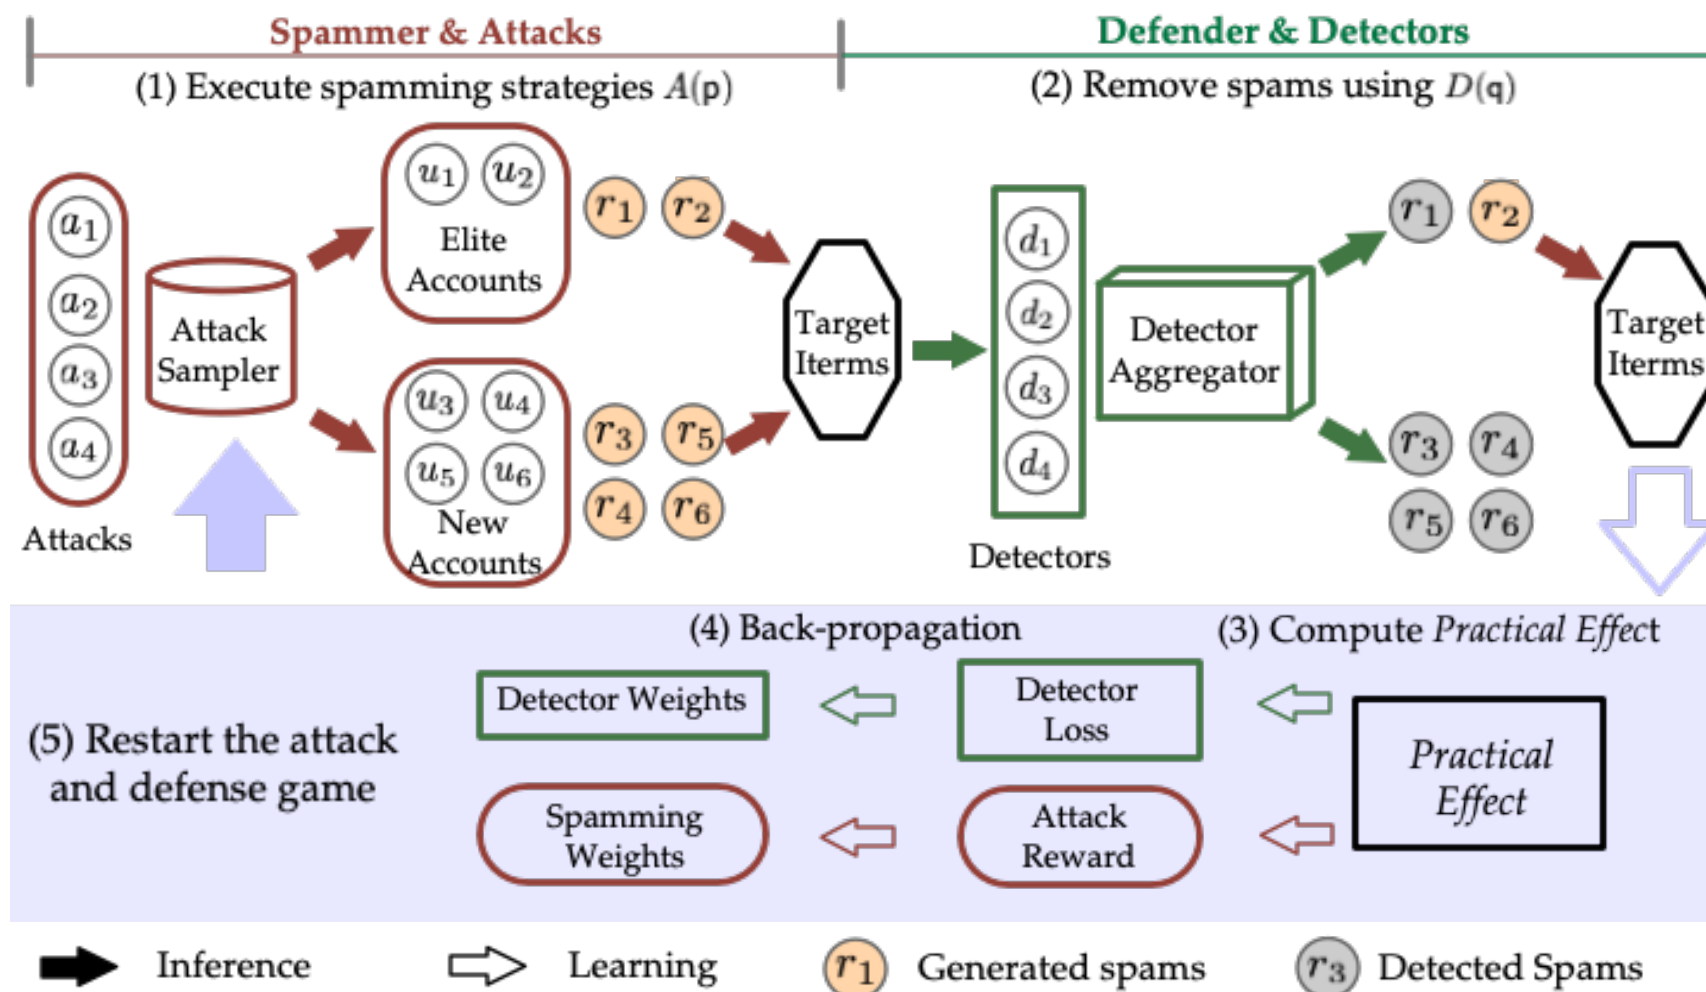 Spammer & Attacks
Defender & Detectors
(1) Execute spamming strategies A(p)
(2) Remove spams using D(q)
a1
a2
a3
a4
Attacks
Attack
Sampler
u1 u2
Elite
Accounts
r1 r2
u3 u4
u5 u6
New
Accounts
r3 r5
r4 r6
Target
Iterms
d1
d2
d3
d4
Detectors
Detector
Aggregator
r1 r2
r3 r4
r5 r6
Target
Iterms
(3) Compute Practical Effect
(4) Back-propagation
Practical
Effect
Detector
Loss
Detector Weights
Attack
Reward
Spamming
Weights
(5) Restart the attack
and defense game
Inference
Learning
r1 Generated spams
r3 Detected Spams